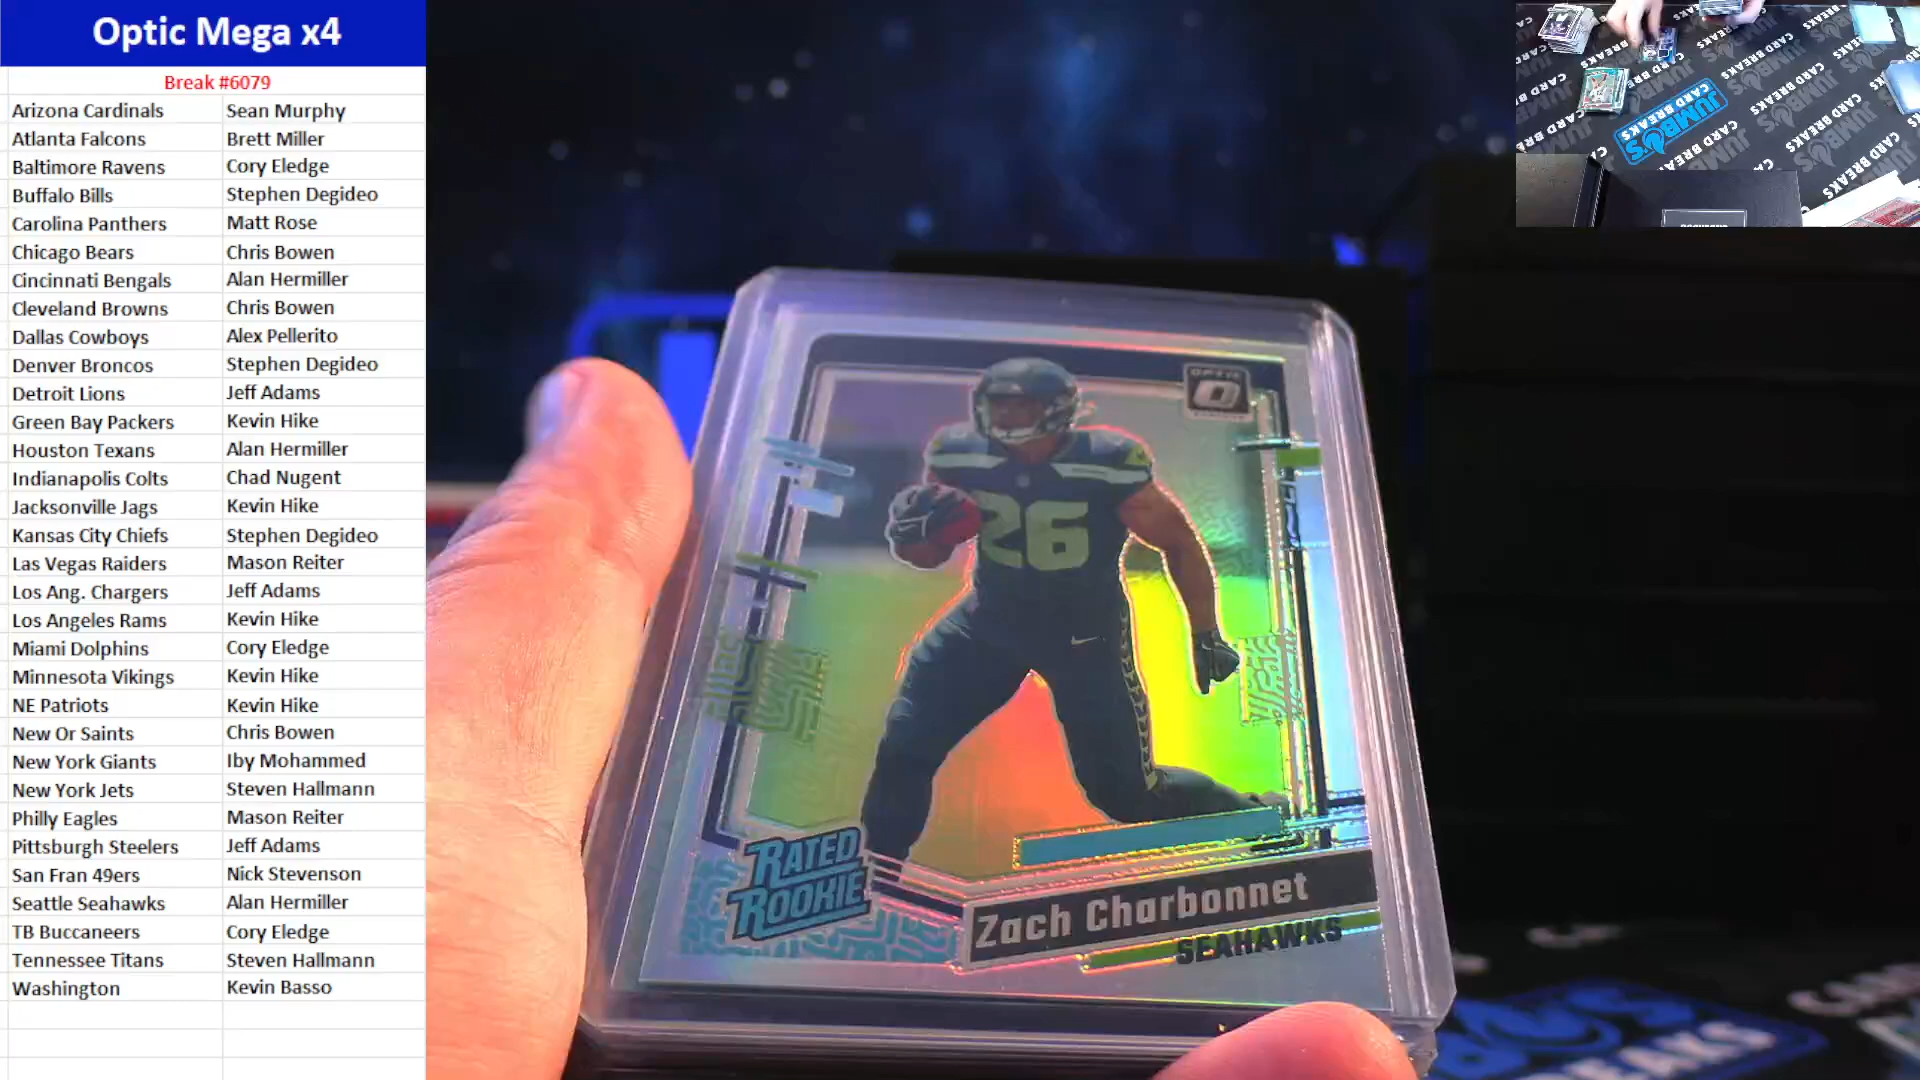 Optic Mega x4
Break #6079
Arizona Cardinals Sean Murphy
Atlanta Falcons Brett Miller
Baltimore Ravens Cory Eledge
Buffalo Bills Stephen Degideo
Carolina Panthers Matt Rose
Chicago Bears Chris Bowen
Cincinnati Bengals Alan Hermiller
Cleveland Browns Chris Bowen
Dallas Cowboys Alex Pellerito
Denver Broncos Stephen Degideo
Detroit Lions Jeff Adams
Green Bay Packers Kevin Hike
Houston Texans Alan Hermiller
Indianapolis Colts Chad Nugent
Jacksonville Jags Kevin Hike
Kansas City Chiefs Stephen Degideo
Las Vegas Raiders Mason Reiter
Los Ang. Chargers Jeff Adams
Los Angeles Rams Kevin Hike
Miami Dolphins Cory Eledge
Minnesota Vikings Kevin Hike
NE Patriots Kevin Hike
New Or Saints Chris Bowen
New York Giants Iby Mohammed
New York Jets Steven Hallmann
Philly Eagles Mason Reiter
Pittsburgh Steelers Jeff Adams
San Fran 49ers Nick Stevenson
Seattle Seahawks Alan Hermiller
TB Buccaneers Cory Eledge
Tennessee Titans Steven Hallmann
Washington Kevin Basso
OPTIC
26
RATED
ROOKIE
Zach Charbonnet
SEAHAWKS
JUMBO'S
CARD BREAKS